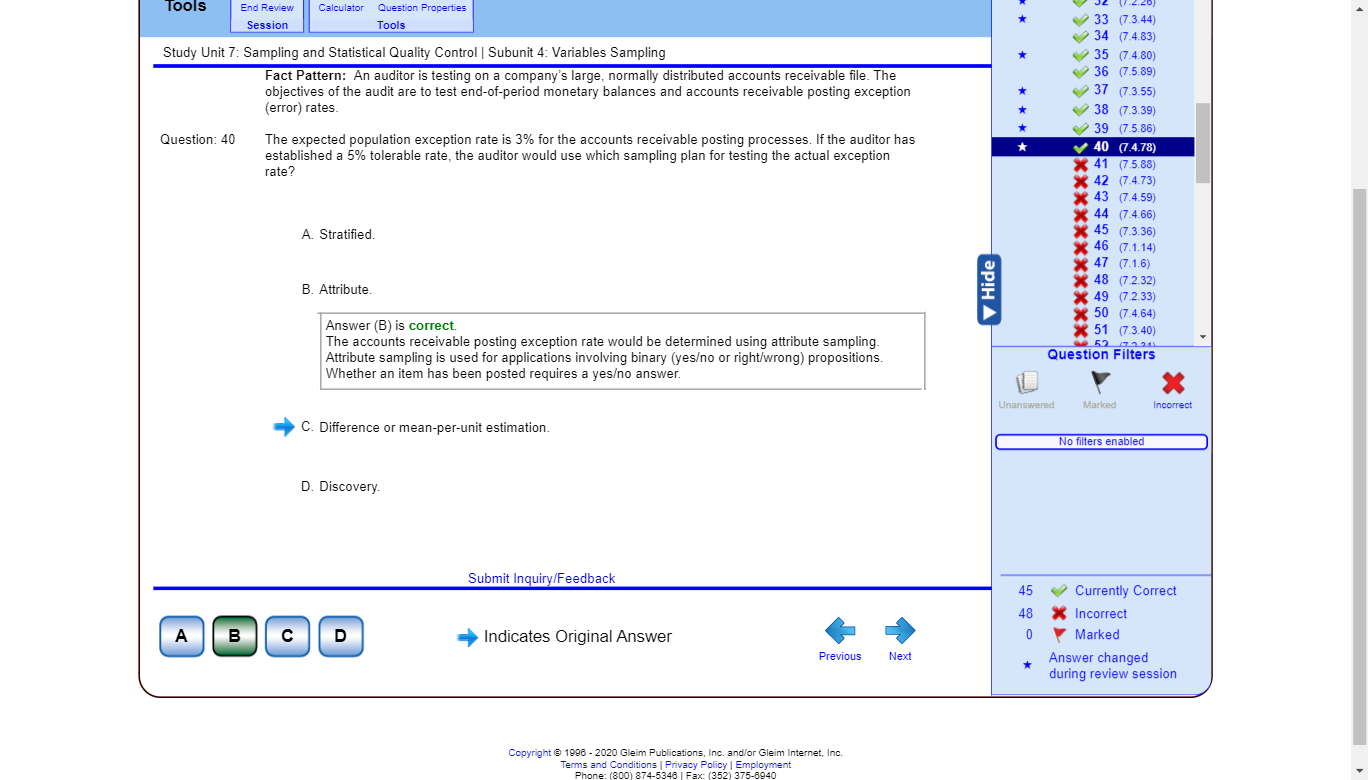 Tools
End Review
Session
Calculator Question Properties
Tools
Study Unit 7: Sampling and Statistical Quality Control | Subunit 4: Variables Sampling
Fact Pattern: An auditor is testing on a company's large, normally distributed accounts receivable file. The
objectives of the audit are to test end-of-period monetary balances and accounts receivable posting exception
(error) rates.
Question: 40
The expected population exception rate is 3% for the accounts receivable posting processes. If the auditor has
established a 5% tolerable rate, the auditor would use which sampling plan for testing the actual exception
rate?
A. Stratified.
B. Attribute.
Answer (B) is correct.
The accounts receivable posting exception rate would be determined using attribute sampling.
Attribute sampling is used for applications involving binary (yes/no or right/wrong) propositions.
Whether an item has been posted requires a yes/no answer.
C. Difference or mean-per-unit estimation.
D. Discovery.
Submit Inquiry/Feedback
A B C D
Indicates Original Answer
Previous Next
32 (7.2.26)
33 (7.3.44)
34 (7.4.83)
35 (7.4.80)
36 (7.5.89)
37 (7.3.55)
38 (7.3.39)
39 (7.5.86)
40 (7.4.78)
41 (7.5.88)
42 (7.4.73)
43 (7.4.59)
44 (7.4.66)
45 (7.3.36)
46 (7.1.14)
47 (7.1.6)
48 (7.2.32)
49 (7.2.33)
50 (7.4.64)
51 (7.3.40)
52 (7.2.31)
Hide
Question Filters
Unanswered Marked Incorrect
No filters enabled
45 Currently Correct
48 Incorrect
0 Marked
Answer changed
during review session
Copyright © 1996 - 2020 Gleim Publications, Inc. and/or Gleim Internet, Inc.
Terms and Conditions | Privacy Policy | Employment
Phone: (800) 874-5346 | Fax: (352) 375-6940